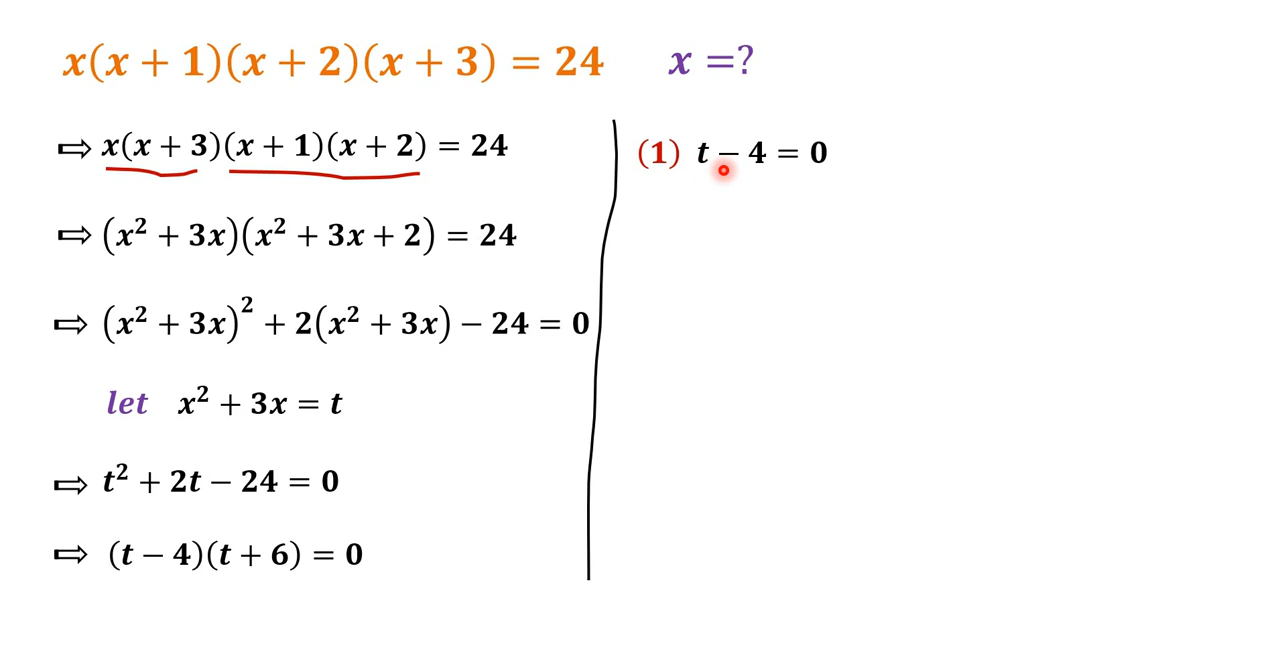 x(x + 1)(x + 2)(x + 3) = 24 x =?
⇨ x(x + 3)(x + 1)(x + 2) = 24
⇨ (x² + 3x)(x² + 3x + 2) = 24
⇨ (x² + 3x)² + 2(x² + 3x) − 24 = 0
let x² + 3x = t
⇨ t² + 2t − 24 = 0
⇨ (t − 4)(t + 6) = 0
(1) t − 4 = 0